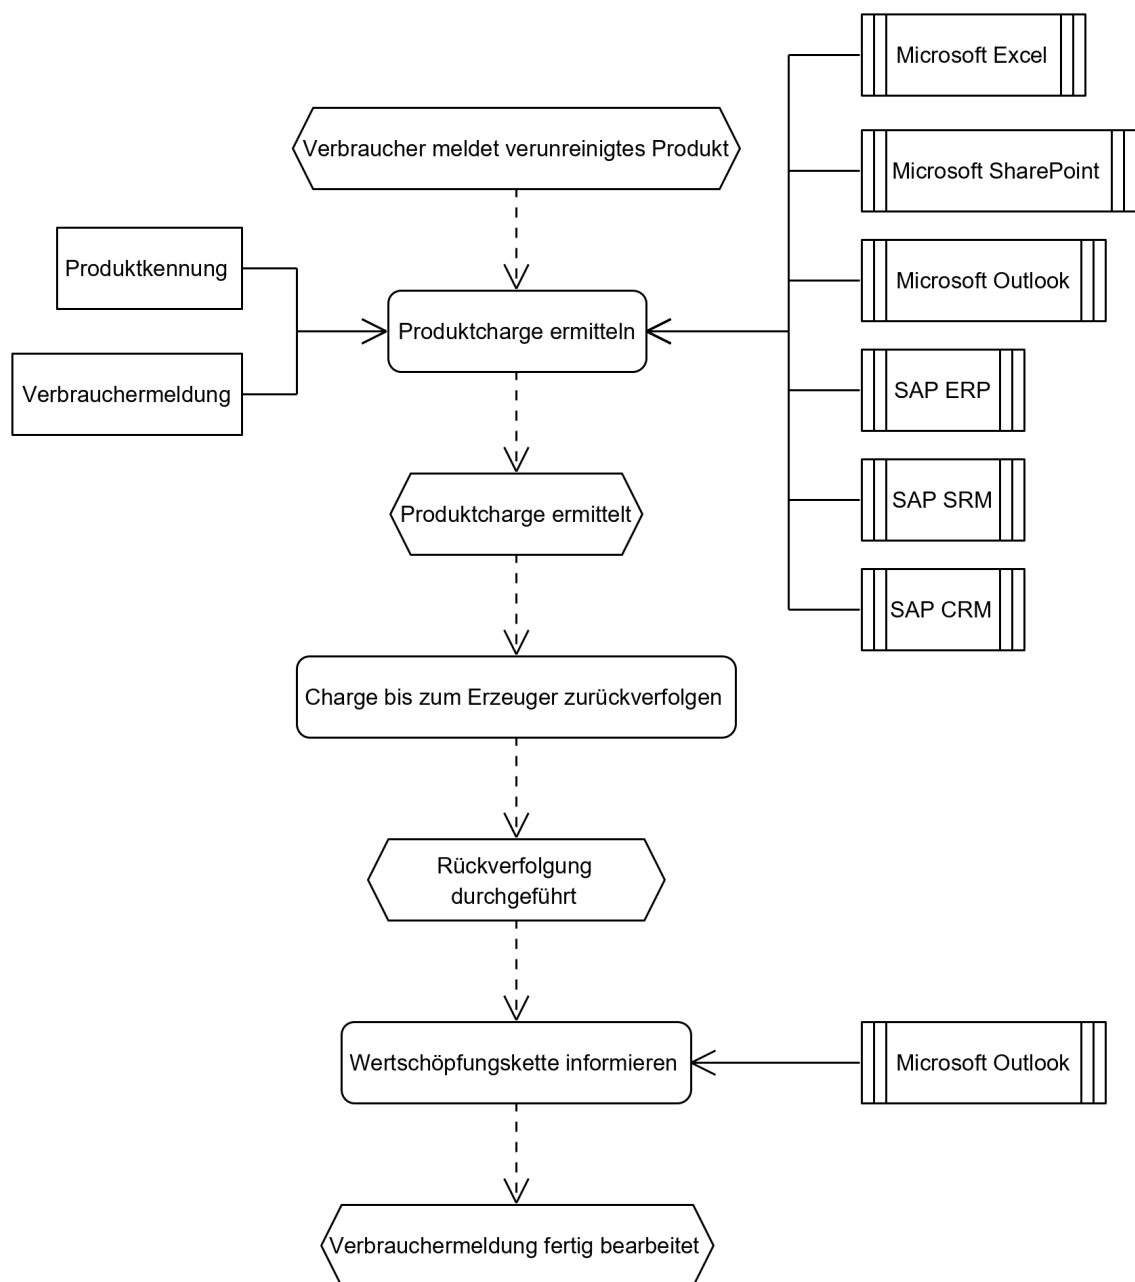 Microsoft Excel
Verbraucher meldet verunreinigtes Produkt
Microsoft SharePoint
Produktkennung
Microsoft Outlook
Produktcharge ermitteln
Verbrauchermeldung
SAP ERP
Produktcharge ermittelt
SAP SRM
SAP CRM
Charge bis zum Erzeuger zurückverfolgen
Rückverfolgung
durchgeführt
Wertschöpfungskette informieren
Microsoft Outlook
Verbrauchermeldung fertig bearbeitet